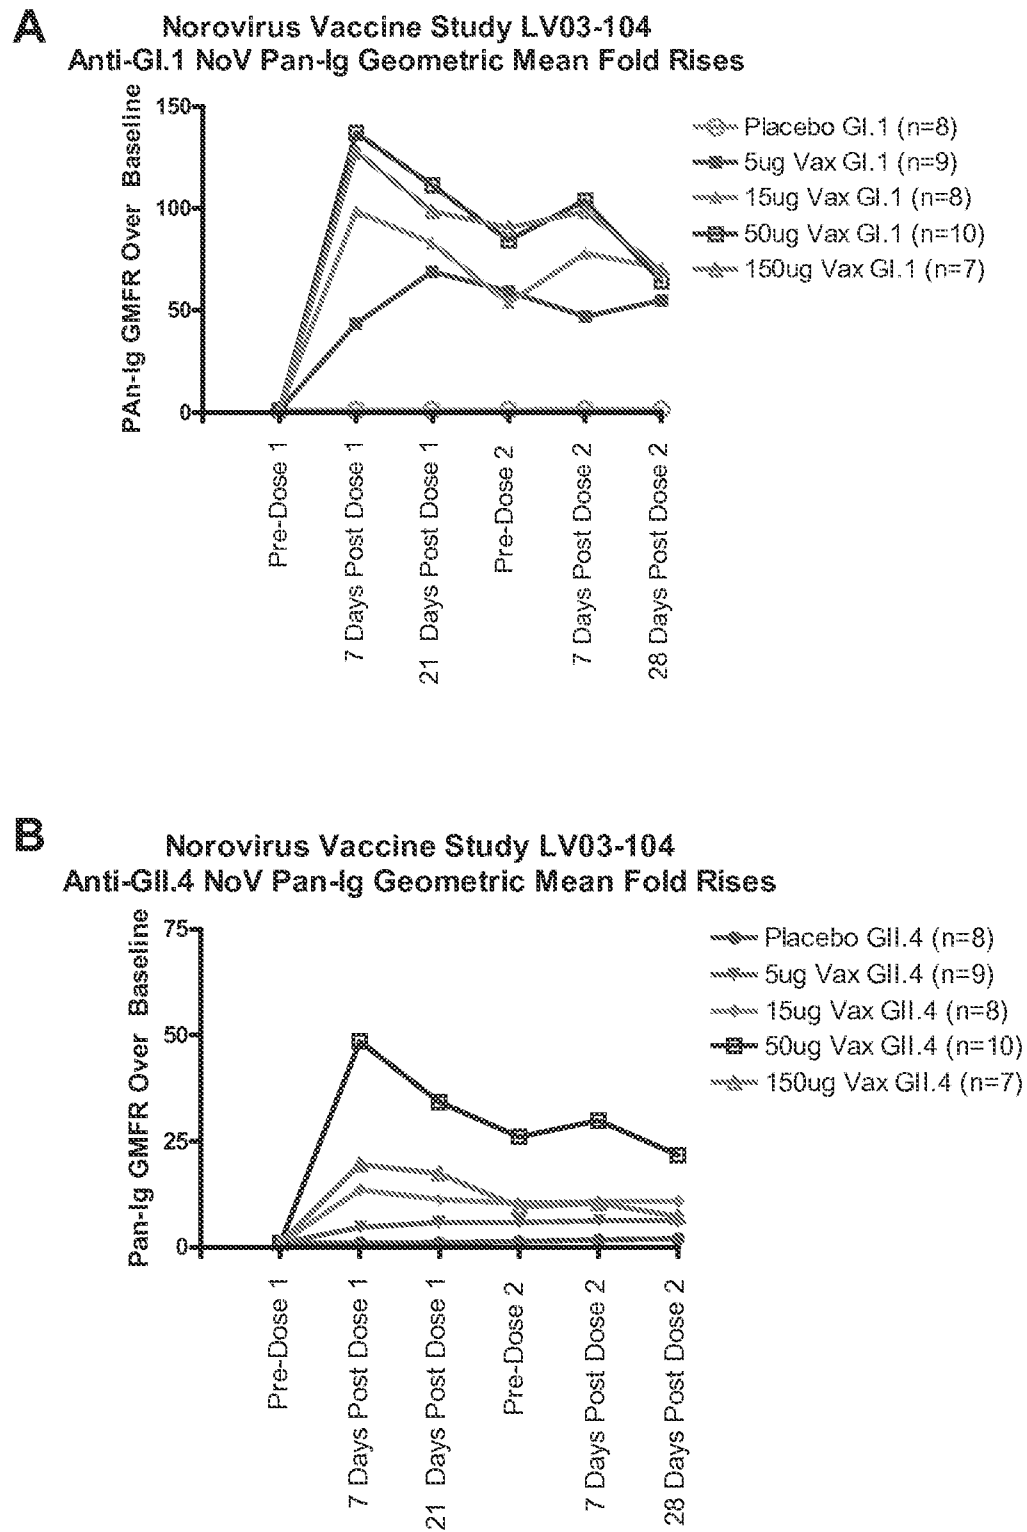 A
Norovirus Vaccine Study LV03-104
Anti-GI.1 NoV Pan-Ig Geometric Mean Fold Rises
PAn-Ig GMFR Over Baseline
150
100
50
0
Placebo GI.1 (n=8)
5ug Vax GI.1 (n=9)
15ug Vax GI.1 (n=8)
50ug Vax GI.1 (n=10)
150ug Vax GI.1 (n=7)
Pre-Dose 1
7 Days Post Dose 1
21 Days Post Dose 1
Pre-Dose 2
7 Days Post Dose 2
28 Days Post Dose 2
B
Norovirus Vaccine Study LV03-104
Anti-GII.4 NoV Pan-Ig Geometric Mean Fold Rises
Pan-Ig GMFR Over Baseline
75
50
25
0
Placebo GII.4 (n=8)
5ug Vax GII.4 (n=9)
15ug Vax GII.4 (n=8)
50ug Vax GII.4 (n=10)
150ug Vax GII.4 (n=7)
Pre-Dose 1
7 Days Post Dose 1
21 Days Post Dose 1
Pre-Dose 2
7 Days Post Dose 2
28 Days Post Dose 2